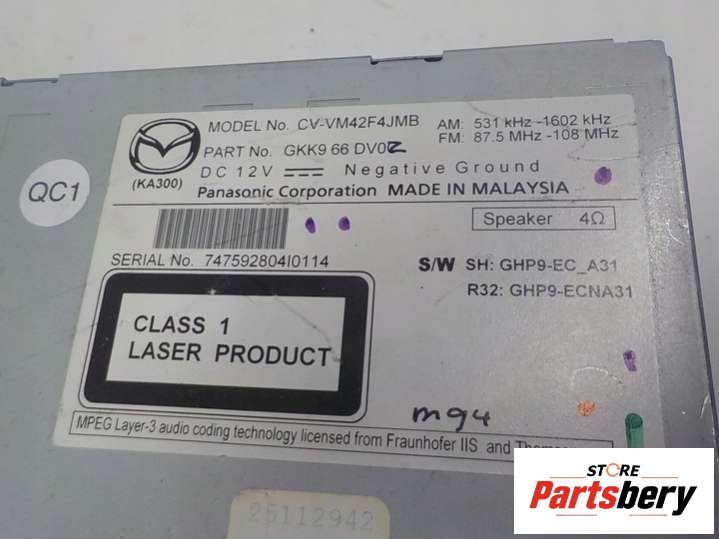 MODEL No. CV-VM42F4JMB
AM: 531 kHz -1602 kHz
FM: 87.5 MHz -108 MHz
PART No. GKK9 66 DV0Z
(KA300)
DC 12V Negative Ground
QC1
Panasonic Corporation MADE IN MALAYSIA
Speaker 4Ω
SERIAL No. 747592804I0114
S/W SH: GHP9-EC_A31
R32: GHP9-ECNA31
CLASS 1
LASER PRODUCT
m94
MPEG Layer-3 audio coding technology licensed from Fraunhofer IIS and
25112942
STORE
Partsbery